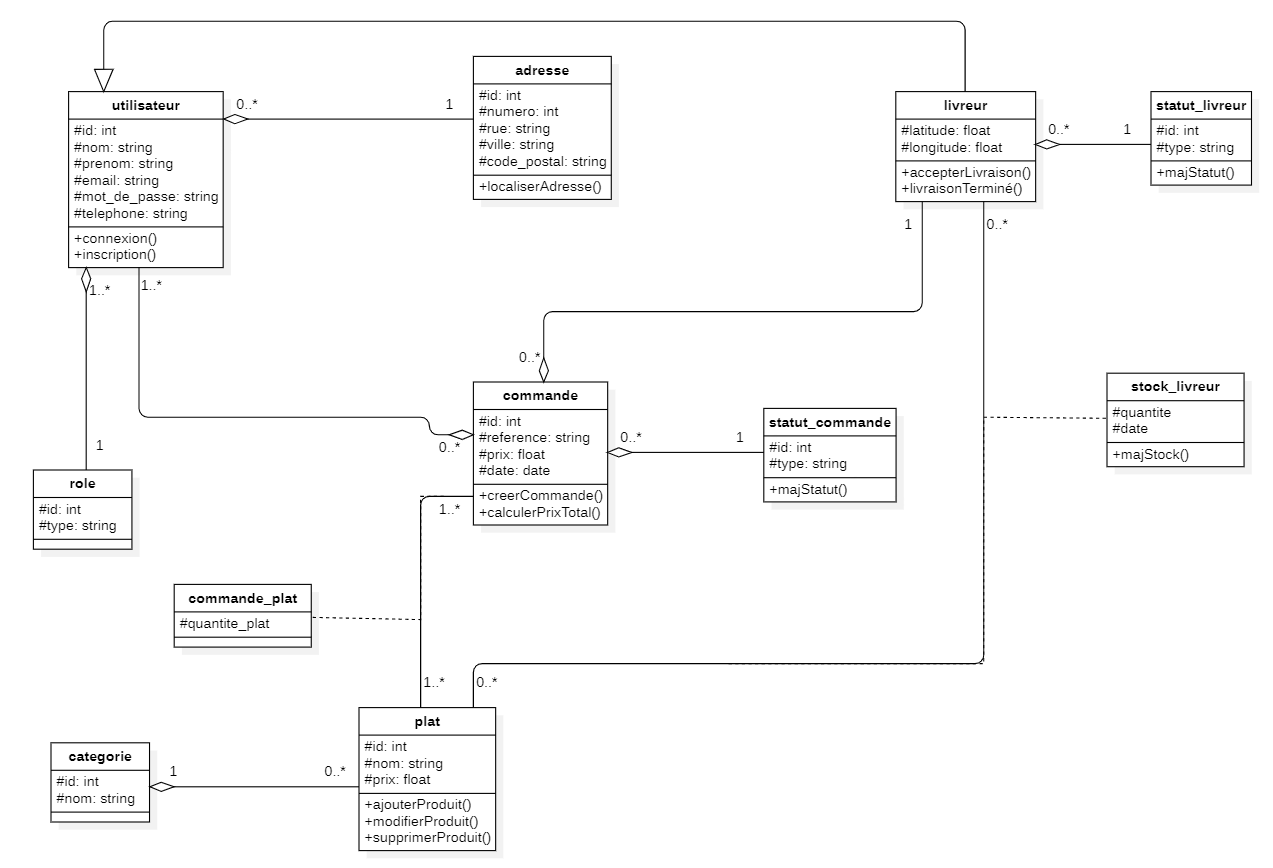 utilisateur
#id: int
#nom: string
#prenom: string
#email: string
#mot_de_passe: string
#telephone: string
+connexion()
+inscription()
0..*
1
adresse
#id: int
#numero: int
#rue: string
#ville: string
#code_postal: string
+localiserAdresse()
livreur
#latitude: float
#longitude: float
+accepterLivraison()
+livraisonTerminé()
0..*
1
statut_livreur
#id: int
#type: string
+majStatut()
1
0..*
1..*
1..*
1
role
#id: int
#type: string
0..*
0..*
commande
#id: int
#reference: string
#prix: float
#date: date
+creerCommande()
+calculerPrixTotal()
0..*
1
statut_commande
#id: int
#type: string
+majStatut()
stock_livreur
#quantite
#date
+majStock()
1..*
commande_plat
#quantite_plat
1..*
0..*
plat
#id: int
#nom: string
#prix: float
+ajouterProduit()
+modifierProduit()
+supprimerProduit()
categorie
#id: int
#nom: string
1
0..*